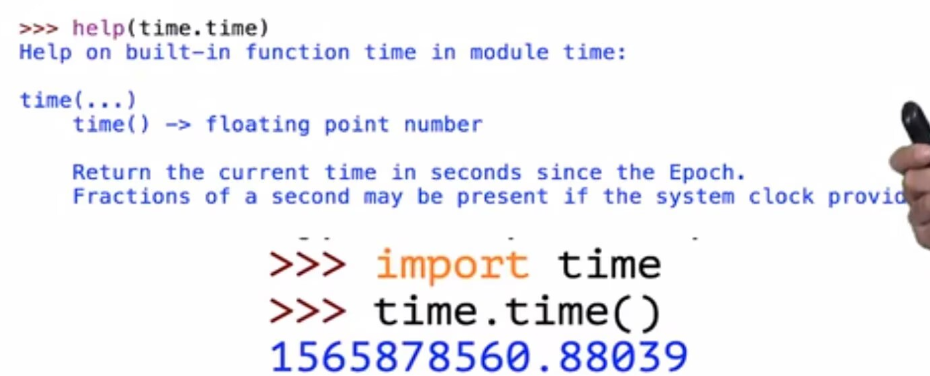 >>> help(time.time)
Help on built-in function time in module time:
time(...)
time() -> floating point number
Return the current time in seconds since the Epoch.
Fractions of a second may be present if the system clock provid
>>> import time
>>> time.time()
1565878560.88039